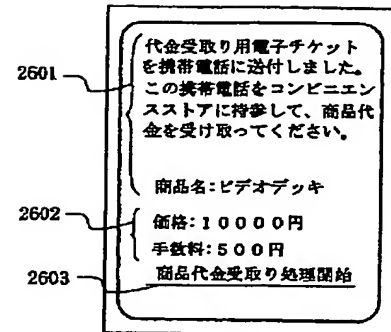 代金受取り用電子チケット
を携帯電話に送付しました。
この携帯電話をコンビニエン
スストアに持参して、商品代
金を受け取ってください。
2601
商品名:ビデオデッキ
2602
価格:10000円
手数料:500円
2603
商品代金受取り処理開始